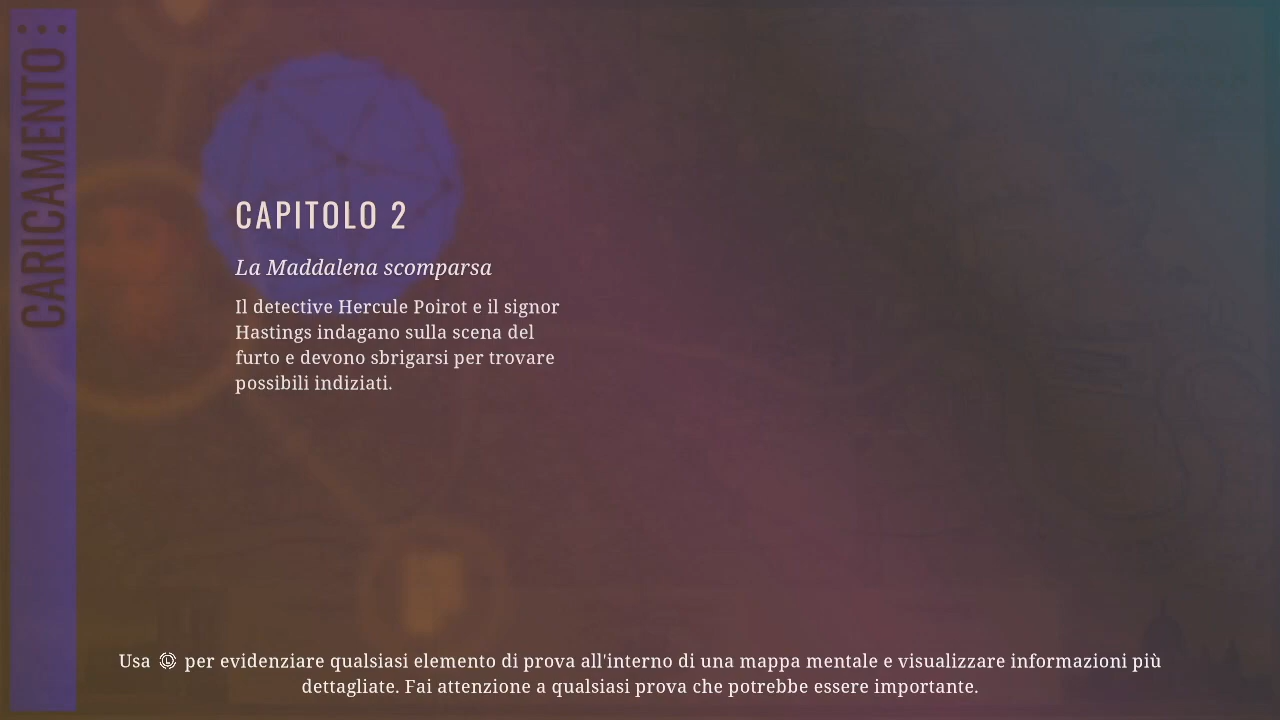 CARICAMENTO :
CAPITOLO 2
La Maddalena scomparsa
Il detective Hercule Poirot e il signor
Hastings indagano sulla scena del
furto e devono sbrigarsi per trovare
possibili indiziati.
Usa Ⓛ per evidenziare qualsiasi elemento di prova all'interno di una mappa mentale e visualizzare informazioni più
dettagliate. Fai attenzione a qualsiasi prova che potrebbe essere importante.